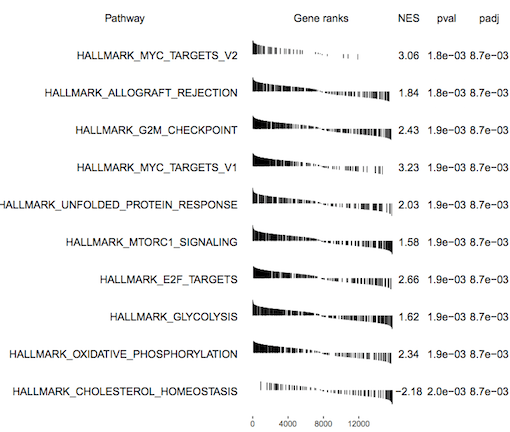 Pathway Gene ranks NES pval padj
HALLMARK_MYC_TARGETS_V2 3.06 1.8e−03 8.7e−03
HALLMARK_ALLOGRAFT_REJECTION 1.84 1.8e−03 8.7e−03
HALLMARK_G2M_CHECKPOINT 2.43 1.9e−03 8.7e−03
HALLMARK_MYC_TARGETS_V1 3.23 1.9e−03 8.7e−03
HALLMARK_UNFOLDED_PROTEIN_RESPONSE 2.03 1.9e−03 8.7e−03
HALLMARK_MTORC1_SIGNALING 1.58 1.9e−03 8.7e−03
HALLMARK_E2F_TARGETS 2.66 1.9e−03 8.7e−03
HALLMARK_GLYCOLYSIS 1.62 1.9e−03 8.7e−03
HALLMARK_OXIDATIVE_PHOSPHORYLATION 2.34 1.9e−03 8.7e−03
HALLMARK_CHOLESTEROL_HOMEOSTASIS −2.18 2.0e−03 8.7e−03
0 4000 8000 12000